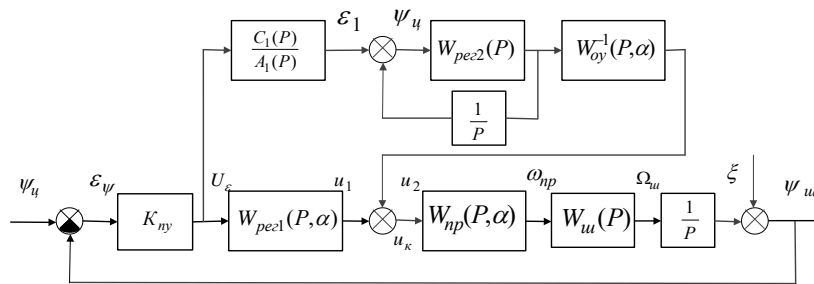 C₁(P)
A₁(P)
ε₁
ψ_ц
W_рег2(P)
W_оу⁻¹(P,α)
1
P
ψ_ц
ε_ψ
K_пу
U_ε
W_рег1(P,α)
u₁
u₂
u_к
W_пр(P,α)
ω_пр
W_ш(P)
Ω_ш
1
P
ξ
ψ_ш